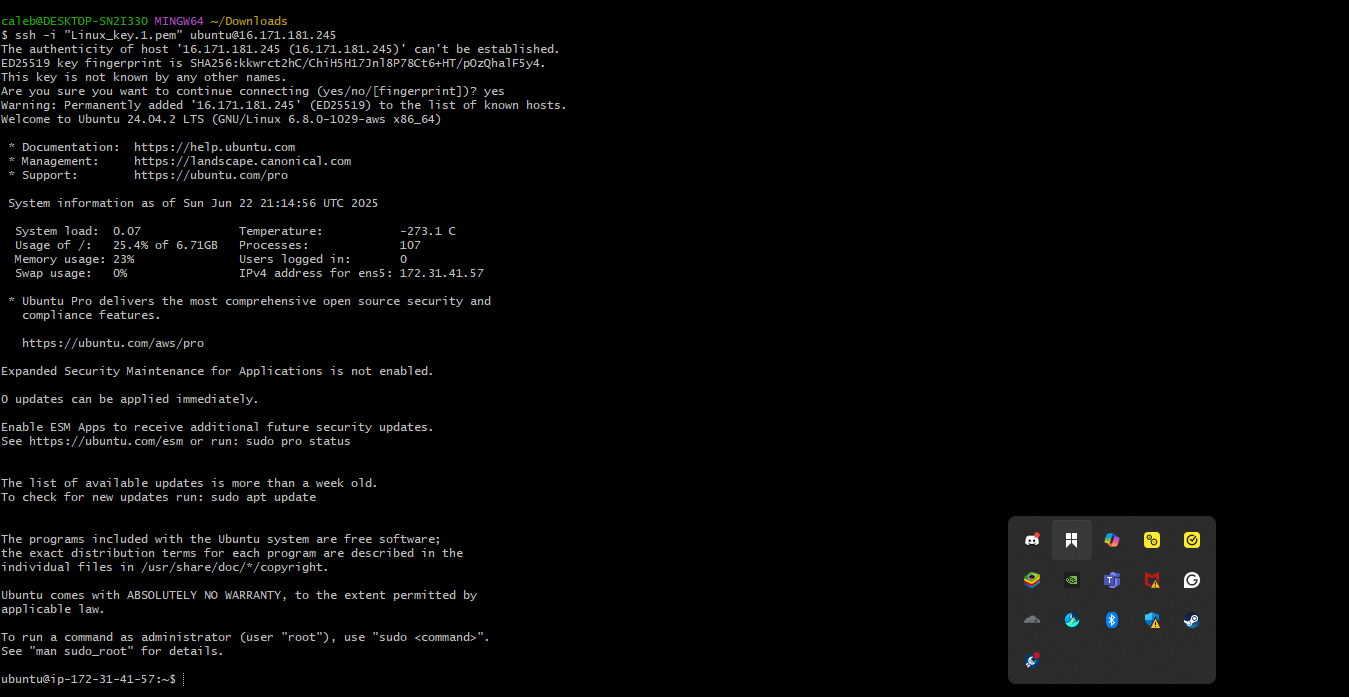 caleb@DESKTOP-SN2I33O MINGW64 ~/Downloads
$ ssh -i "Linux_key.1.pem" ubuntu@16.171.181.245
The authenticity of host '16.171.181.245 (16.171.181.245)' can't be established.
ED25519 key fingerprint is SHA256:kkwrct2hC/ChiH5H17Jnl8P78Ct6+HT/pOzQhalF5y4.
This key is not known by any other names.
Are you sure you want to continue connecting (yes/no/[fingerprint])? yes
Warning: Permanently added '16.171.181.245' (ED25519) to the list of known hosts.
Welcome to Ubuntu 24.04.2 LTS (GNU/Linux 6.8.0-1029-aws x86_64)

 * Documentation:  https://help.ubuntu.com
 * Management:     https://landscape.canonical.com
 * Support:        https://ubuntu.com/pro

 System information as of Sun Jun 22 21:14:56 UTC 2025

  System load:  0.07              Temperature:           -273.1 C
  Usage of /:   25.4% of 6.71GB   Processes:             107
  Memory usage: 23%               Users logged in:       0
  Swap usage:   0%                IPv4 address for ens5: 172.31.41.57

 * Ubuntu Pro delivers the most comprehensive open source security and
   compliance features.

   https://ubuntu.com/aws/pro

Expanded Security Maintenance for Applications is not enabled.

0 updates can be applied immediately.

Enable ESM Apps to receive additional future security updates.
See https://ubuntu.com/esm or run: sudo pro status

The list of available updates is more than a week old.
To check for new updates run: sudo apt update

The programs included with the Ubuntu system are free software;
the exact distribution terms for each program are described in the
individual files in /usr/share/doc/*/copyright.

Ubuntu comes with ABSOLUTELY NO WARRANTY, to the extent permitted by
applicable law.

To run a command as administrator (user "root"), use "sudo <command>".
See "man sudo_root" for details.

ubuntu@ip-172-31-41-57:~$